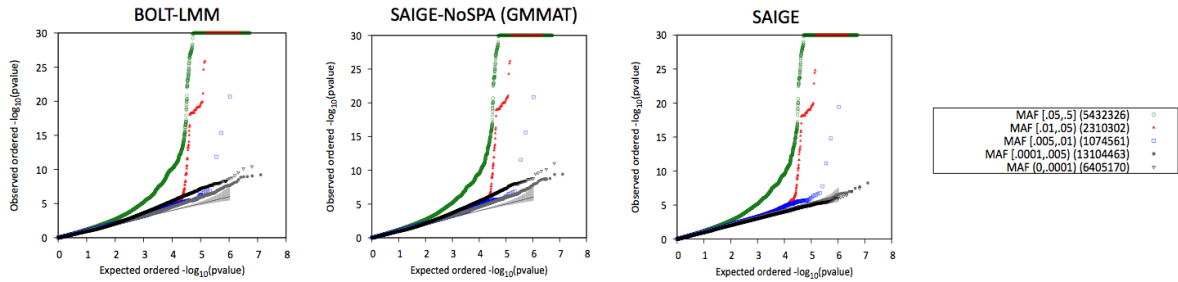 BOLT-LMM
SAIGE-NoSPA (GMMAT)
SAIGE
Observed ordered -log10(pvalue)
30
25
20
15
10
5
0
0 1 2 3 4 5 6 7 8
Expected ordered -log10(pvalue)
Observed ordered -log10(pvalue)
30
25
20
15
10
5
0
0 1 2 3 4 5 6 7 8
Expected ordered -log10(pvalue)
Observed ordered -log10(pvalue)
30
25
20
15
10
5
0
0 1 2 3 4 5 6 7 8
Expected ordered -log10(pvalue)
MAF [.05,.5] (5432326)
MAF [.01,.05) (2310302)
MAF [.005,.01) (1074561)
MAF [.0001,.005) (13104463)
MAF (0,.0001) (6405170)